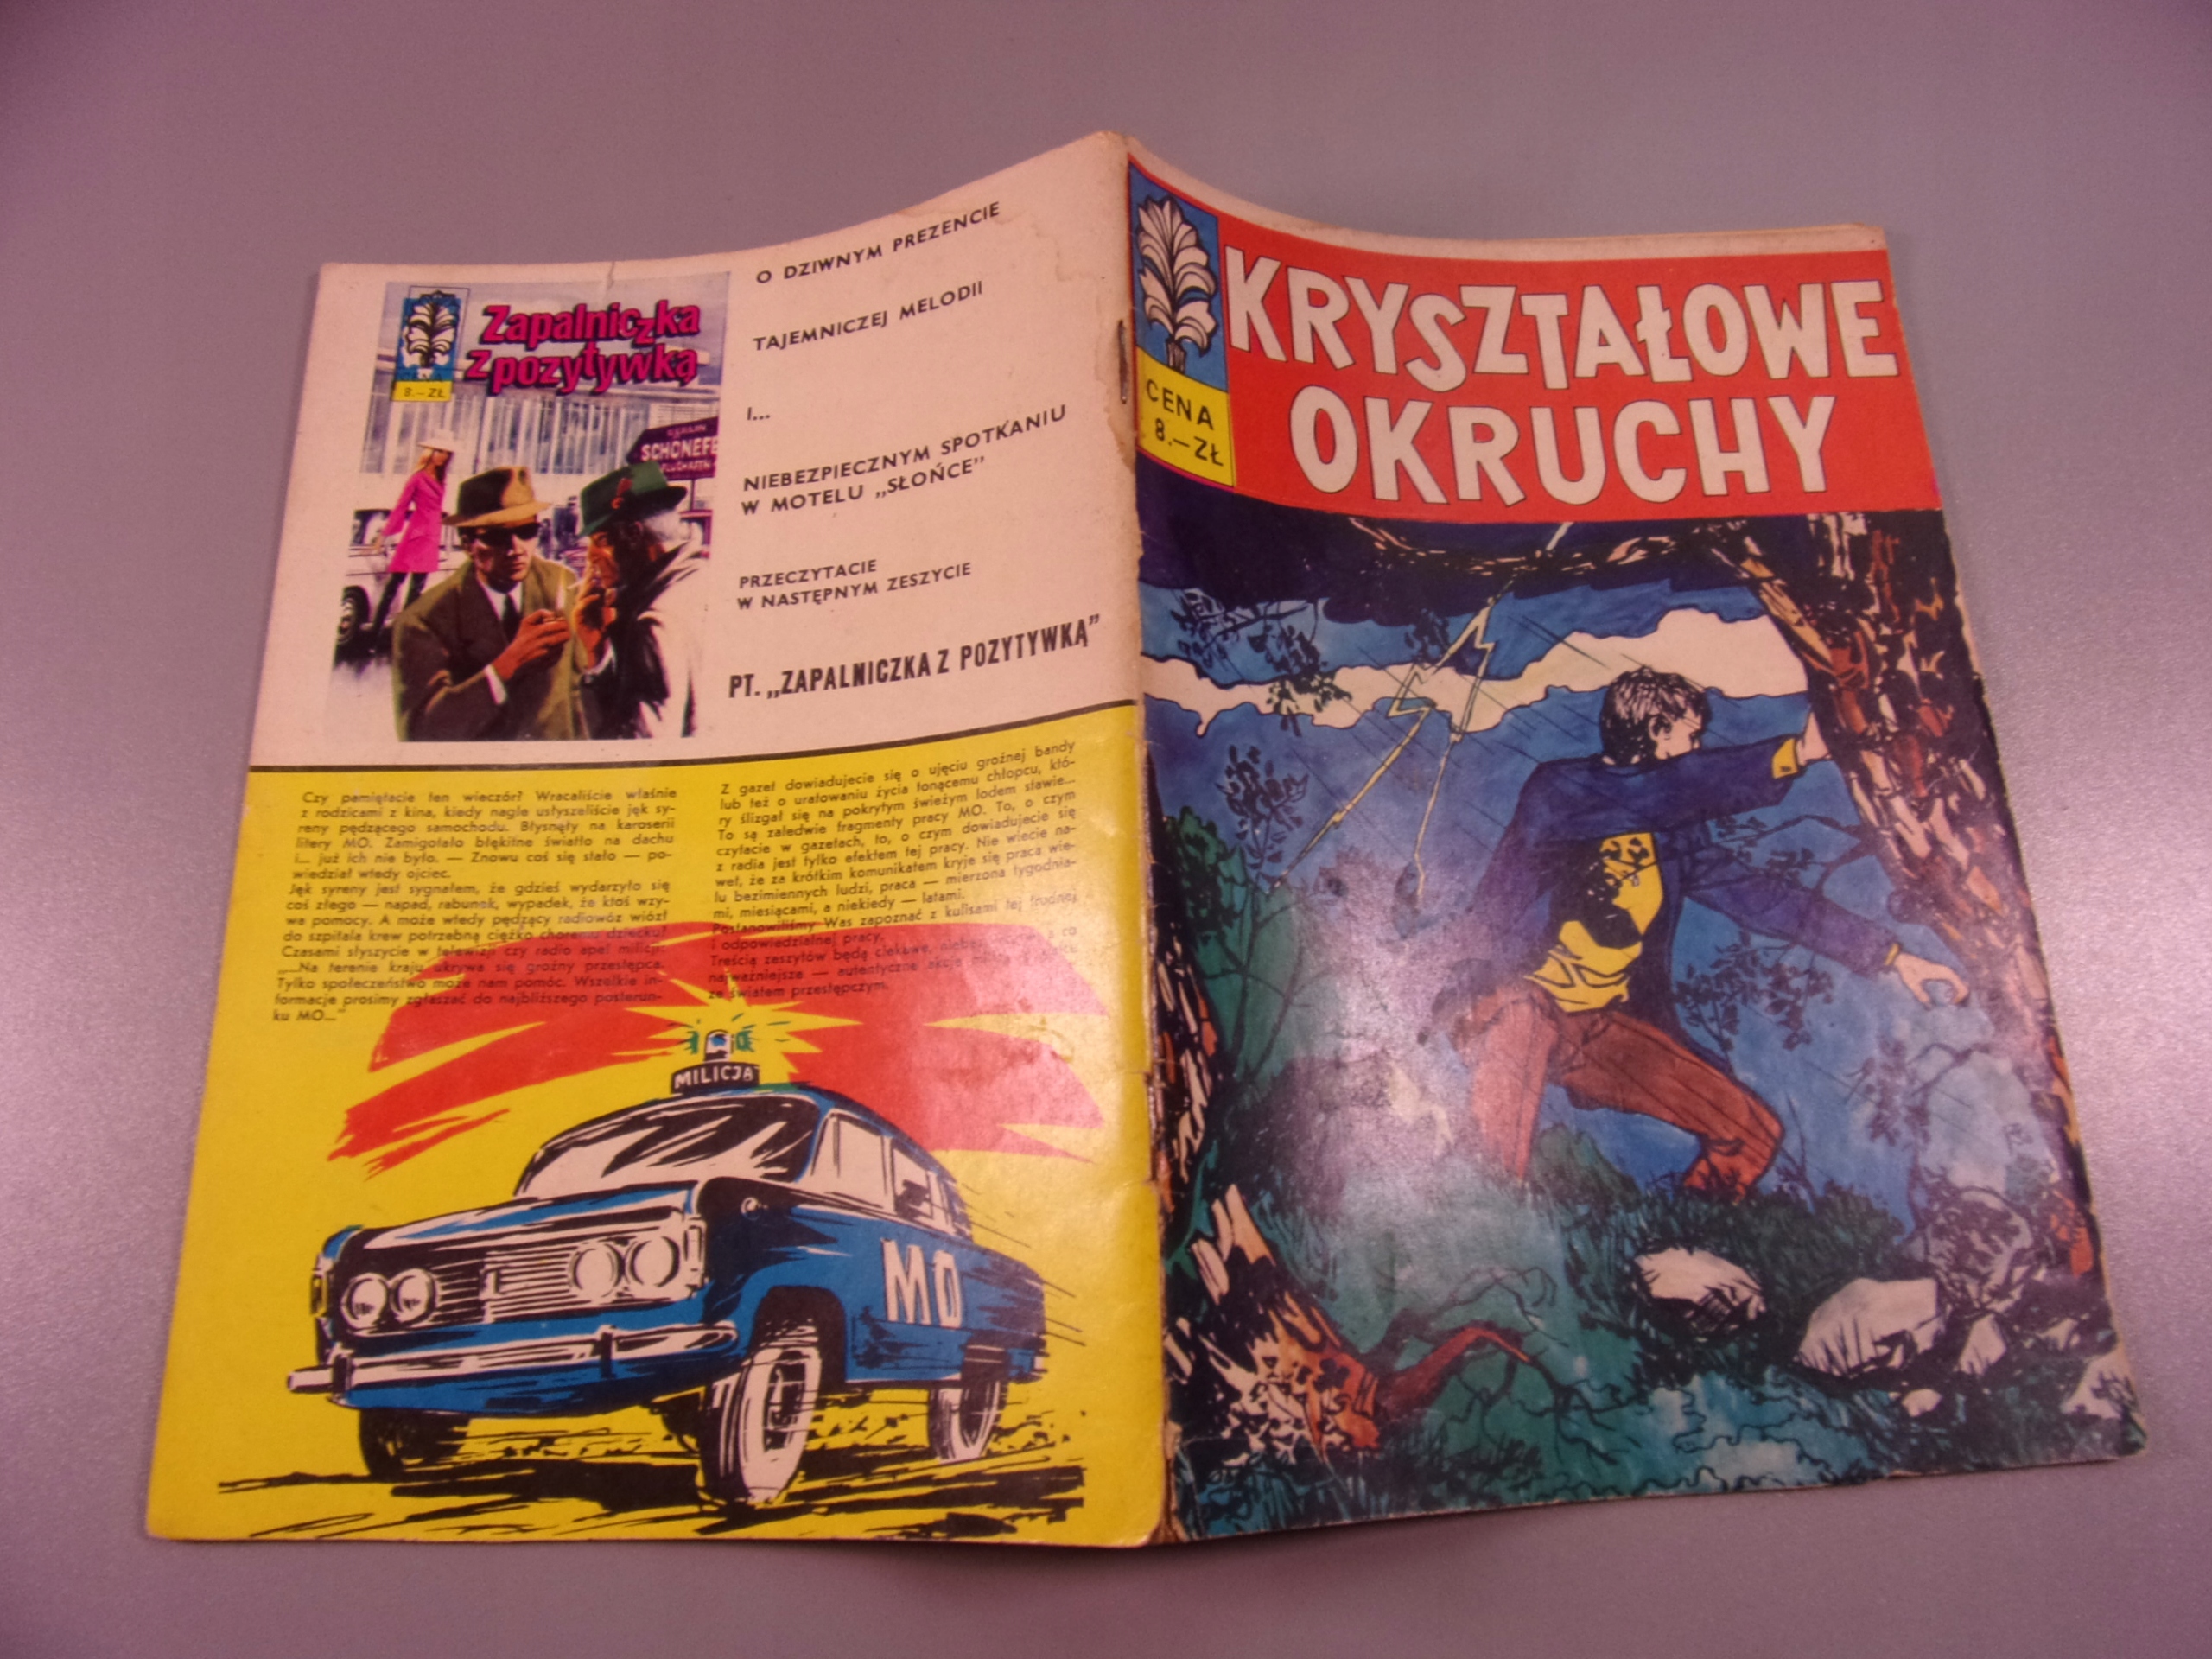 Zapalniczka
z pozytywką
8.–ZŁ
SCHÖNEFE
O DZIWNYM PREZENCIE
TAJEMNICZEJ MELODII
I...
NIEBEZPIECZNYM SPOTKANIU
W MOTELU „SŁOŃCE”
PRZECZYTACIE
W NASTĘPNYM ZESZYCIE
PT. „ZAPALNICZKA Z POZYTYWKĄ”
Czy pamiętacie ten wieczór? Wracaliście właśnie
z rodzicami z kina, kiedy nagle usłyszeliście jęk sy-
reny pędzącego samochodu. Błysnęły na karoserii
litery MO. Zamigotało błękitne światło na dachu
i... już ich nie było. — Znowu coś się stało — po-
wiedział wtedy ojciec.
Jęk syreny jest sygnałem, że gdzieś wydarzyło się
coś złego — napad, rabunek, wypadek, że ktoś wzy-
wa pomocy. A może wtedy pędzący radiowóz wiózł
do szpitala krew potrzebną ciężko choremu dziecku?
Czasami słyszycie w telewizji czy radio apel milicji:
„...Na terenie kraju ukrywa się groźny przestępca.
Tylko społeczeństwo może nam pomóc. Wszelkie in-
formacje prosimy zgłaszać do najbliższego posterun-
ku MO...”
Z gazet dowiadujecie się o ujęciu groźnej bandy
lub też o uratowaniu życia tonącemu chłopcu, któ-
ry ślizgał się na pokrytym świeżym lodem stawie...
To są zaledwie fragmenty pracy MO. To, o czym
czytacie w gazetach, to, o czym dowiadujecie się
z radia jest tylko efektem tej pracy. Nie wiecie na-
wet, że za krótkim komunikatem kryje się praca wie-
lu bezimiennych ludzi, praca — mierzona tygodnia-
mi, miesiącami, a niekiedy — latami.
Postanowiliśmy Was zapoznać z kulisami tej trudnej
i odpowiedzialnej pracy.
Treścią zeszytów będą ciekawe, a co
najważniejsze — autentyczne akcje
ze światem przestępczym.
MILICJA
MO
KRYSZTAŁOWE
OKRUCHY
CENA
8.–ZŁ